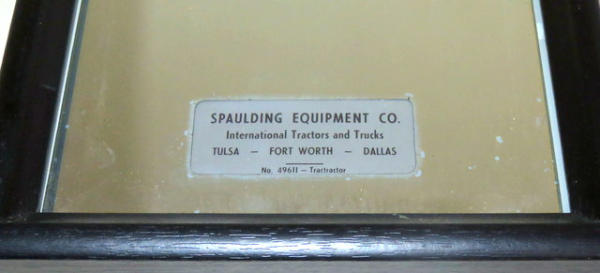 SPAULDING EQUIPMENT CO.
International Tractors and Trucks
TULSA — FORT WORTH — DALLAS
No. 49611 — Tractractor